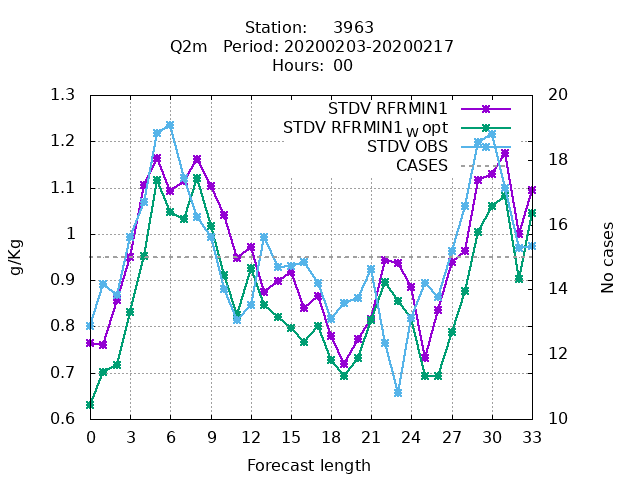 Station: 3963
Q2m Period: 20200203-20200217
Hours: 00
STDV RFRMIN1
STDV RFRMIN1_W opt
STDV OBS
CASES
1.3
1.2
1.1
1
0.9
0.8
0.7
0.6
g/Kg
20
18
16
14
12
10
No cases
0 3 6 9 12 15 18 21 24 27 30 33
Forecast length